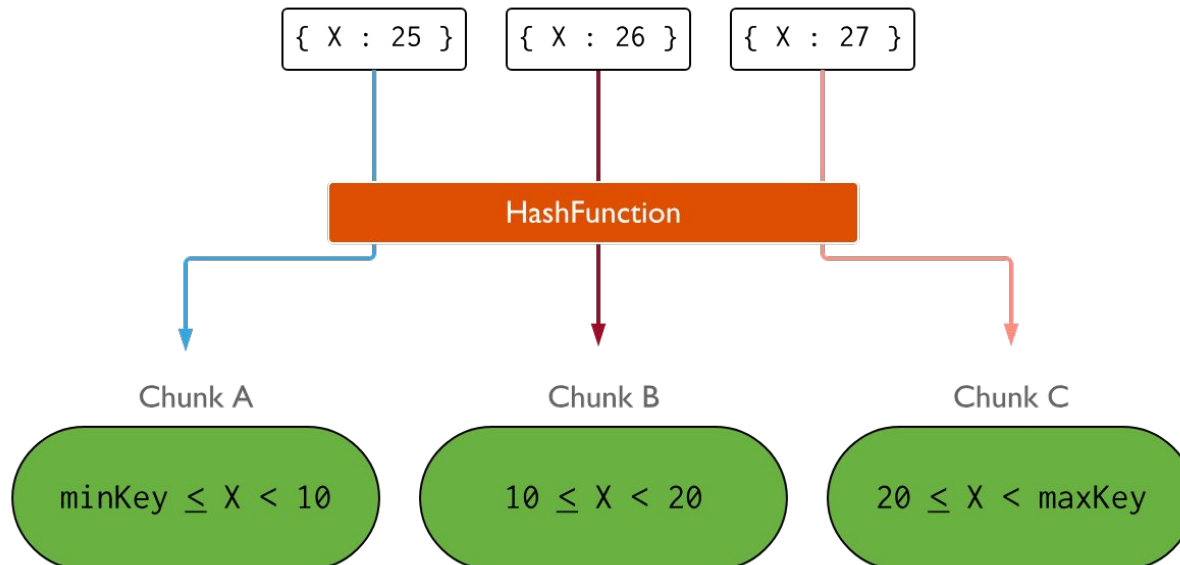 { X : 25 } { X : 26 } { X : 27 }
HashFunction
Chunk A Chunk B Chunk C
minKey ≤ X < 10 10 ≤ X < 20 20 ≤ X < maxKey